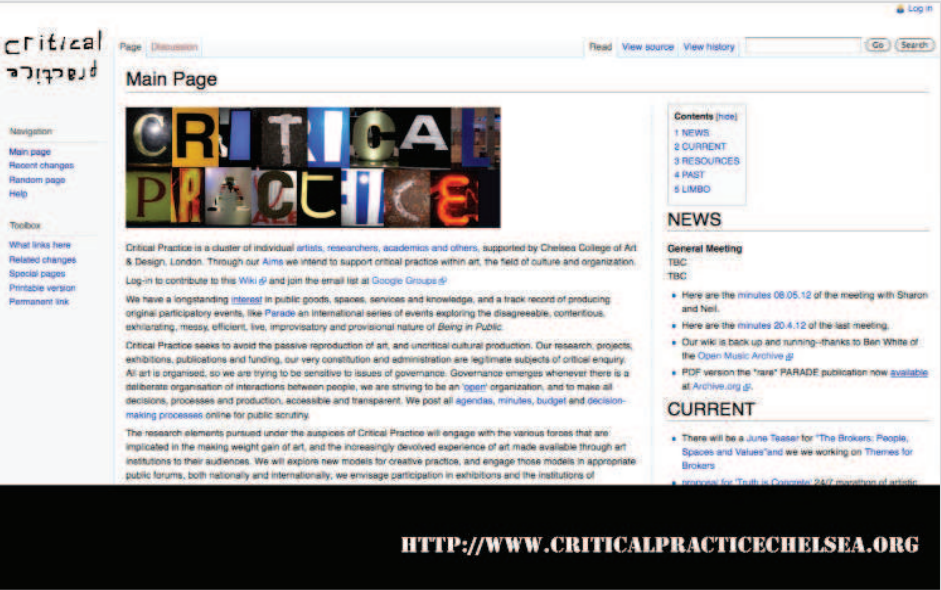 Log in
critical
practice
Page Discussion
Read View source View history
Go Search
Main Page
Navigation
Main page
Recent changes
Random page
Help
Toolbox
What links here
Related changes
Special pages
Printable version
Permanent link
CRITICAL
PRACTICE
Critical Practice is a cluster of individual artists, researchers, academics and others, supported by Chelsea College of Art
& Design, London. Through our Aims we intend to support critical practice within art, the field of culture and organization.
Log-in to contribute to this Wiki and join the email list at Google Groups
We have a longstanding interest in public goods, spaces, services and knowledge, and a track record of producing
original participatory events, like Parade an international series of events exploring the disagreeable, contentious,
exhilarating, messy, efficient, live, improvisatory and provisional nature of Being in Public.
Critical Practice seeks to avoid the passive reproduction of art, and uncritical cultural production. Our research, projects,
exhibitions, publications and funding, our very constitution and administration are legitimate subjects of critical enquiry.
All art is organised, so we are trying to be sensitive to issues of governance. Governance emerges whenever there is a
deliberate organisation of interactions between people, we are striving to be an 'open' organization, and to make all
decisions, processes and production, accessible and transparent. We post all agendas, minutes, budget and decision-
making processes online for public scrutiny.
The research elements pursued under the auspices of Critical Practice will engage with the various forces that are
implicated in the making weight gain of art, and the increasingly devolved experience of art made available through art
institutions to their audiences. We will explore new models for creative practice, and engage those models in appropriate
public forums, both nationally and internationally, we envisage participation in exhibitions and the institutions of
Contents [hide]
1 NEWS
2 CURRENT
3 RESOURCES
4 PAST
5 LIMBO
NEWS
General Meeting
TBC
TBC
Here are the minutes 08.05.12 of the meeting with Sharon
and Neil.
Here are the minutes 20.4.12 of the last meeting.
Our wiki is back up and running--thanks to Ben White of
the Open Music Archive
PDF version the "rare" PARADE publication now available
at Archive.org
CURRENT
There will be a June Teaser for "The Brokers: People,
Spaces and Values"and we we working on Themes for
Brokers
proposal for 'Truth is Concrete: 24/7 marathon of artistic
HTTP://WWW.CRITICALPRACTICECHELSEA.ORG